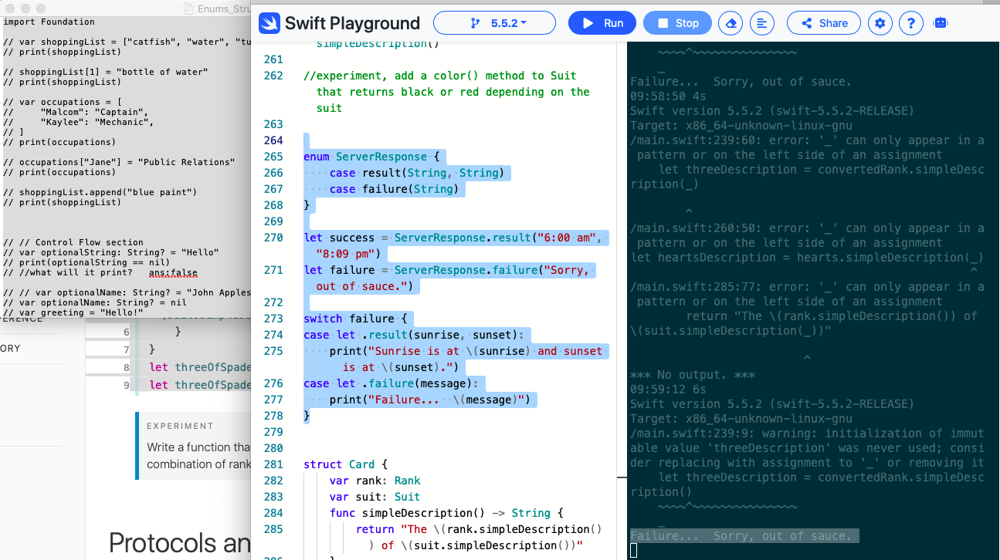 Enums_Stru
import Foundation
// var shoppingList = ["catfish", "water", "tu
// print(shoppingList)
// shoppingList[1] = "bottle of water"
// print(shoppingList)
// var occupations = [
//     "Malcom": "Captain",
//     "Kaylee": "Mechanic",
// ]
// print(occupations)
// occupations["Jane"] = "Public Relations"
// print(occupations)
// shoppingList.append("blue paint")
// print(shoppingList)
// // Control Flow section
// var optionalString: String? = "Hello"
// print(optionalString == nil)
// //what will it print?   ans:false
// // var optionalName: String? = "John Apples
// var optionalName: String? = nil
// var greeting = "Hello!"
ORY
6 }
7 }
8 let threeOfSpade
9 let threeOfSpade
EXPERIMENT
Write a function tha
combination of rank
Protocols an
Swift Playground
5.5.2
Run
Stop
Share
simpleDescription()
261
262 //experiment, add a color() method to Suit
that returns black or red depending on the
suit
263
264
265 enum ServerResponse {
266 ····case·result(String,·String)
267 ····case·failure(String)
268 }
269
270 let·success·=·ServerResponse.result("6:00·am",·
"8:09·pm")
271 let·failure·=·ServerResponse.failure("Sorry,·
out·of·sauce.")
272
273 switch·failure·{
274 case·let·.result(sunrise,·sunset):
275 ····print("Sunrise·is·at·\(sunrise)·and·sunset·
is·at·\(sunset).")
276 case·let·.failure(message):
277 ····print("Failure...··\(message)")
278 }
279
280
281 struct Card {
282 var rank: Rank
283 var suit: Suit
284 func simpleDescription() -> String {
285 return "The \(rank.simpleDescription()
) of \(suit.simpleDescription())"
286 }
~~~~^~~~~~~~~~~~~~~~~
_
Failure...  Sorry, out of sauce.
09:58:50 4s
Swift version 5.5.2 (swift-5.5.2-RELEASE)
Target: x86_64-unknown-linux-gnu
/main.swift:239:60: error: '_' can only appear in a
pattern or on the left side of an assignment
let threeDescription = convertedRank.simpleDesc
ription(_)
^
/main.swift:260:50: error: '_' can only appear in a
pattern or on the left side of an assignment
let heartsDescription = hearts.simpleDescription(_)
^
/main.swift:285:77: error: '_' can only appear in a
pattern or on the left side of an assignment
return "The \(rank.simpleDescription()) of
\(suit.simpleDescription(_))"
^
*** No output. ***
09:59:12 6s
Swift version 5.5.2 (swift-5.5.2-RELEASE)
Target: x86_64-unknown-linux-gnu
/main.swift:239:9: warning: initialization of immut
able value 'threeDescription' was never used; consi
der replacing with assignment to '_' or removing it
let threeDescription = convertedRank.simpleDesc
ription()
~~~~^~~~~~~~~~~~~~~~~
_
Failure...  Sorry, out of sauce.